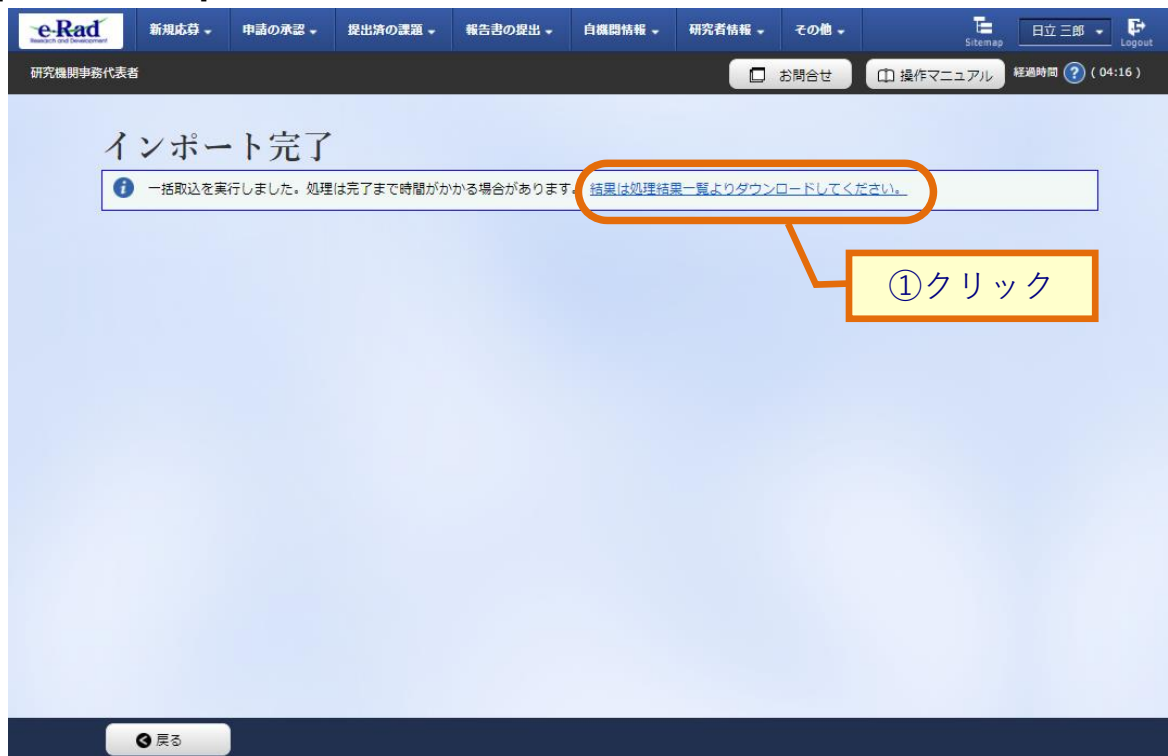 e-Rad
Research and Development
新規応募
申請の承認
提出済の課題
報告書の提出
自機関情報
研究者情報
その他
Sitemap
日立 三郎
Logout
研究機関事務代表者
お問合せ
操作マニュアル
経過時間 ? ( 04:16 )
インポート完了
一括取込を実行しました。処理は完了まで時間がかかる場合があります。結果は処理結果一覧よりダウンロードしてください。
①クリック
戻る